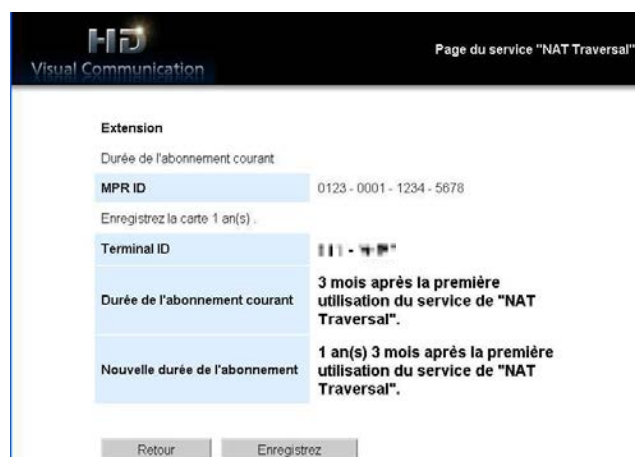 HD
Visual Communication
Page du service "NAT Traversal"
Extension
Durée de l'abonnement courant
MPR ID 0123 - 0001 - 1234 - 5678
Enregistrez la carte 1 an(s) .
Terminal ID
Durée de l'abonnement courant
3 mois après la première
utilisation du service de "NAT
Traversal".
Nouvelle durée de l'abonnement
1 an(s) 3 mois après la première
utilisation du service de "NAT
Traversal".
Retour Enregistrez